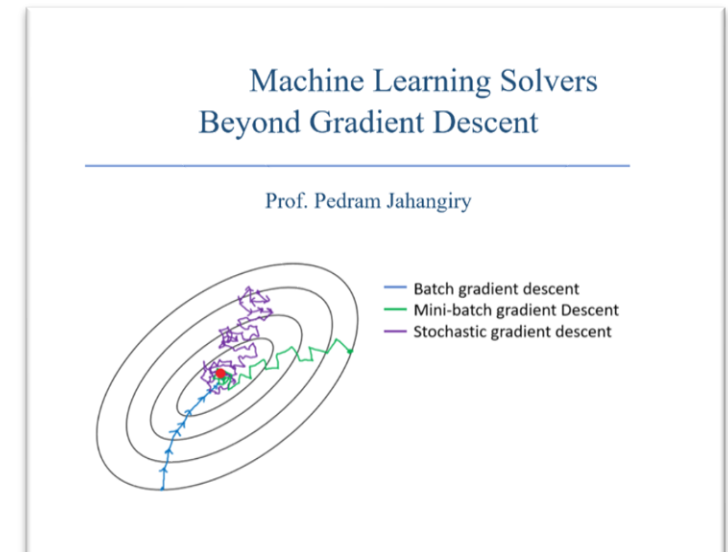 Machine Learning Solvers
Beyond Gradient Descent
Prof. Pedram Jahangiry
Batch gradient descent
Mini-batch gradient Descent
Stochastic gradient descent